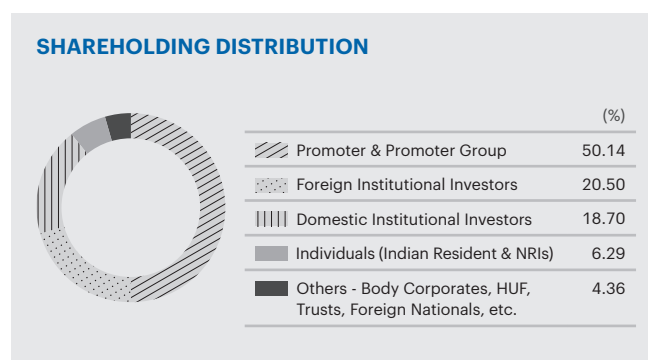 SHAREHOLDING DISTRIBUTION
(%)
Promoter & Promoter Group 50.14
Foreign Institutional Investors 20.50
Domestic Institutional Investors 18.70
Individuals (Indian Resident & NRIs) 6.29
Others - Body Corporates, HUF, 4.36
Trusts, Foreign Nationals, etc.